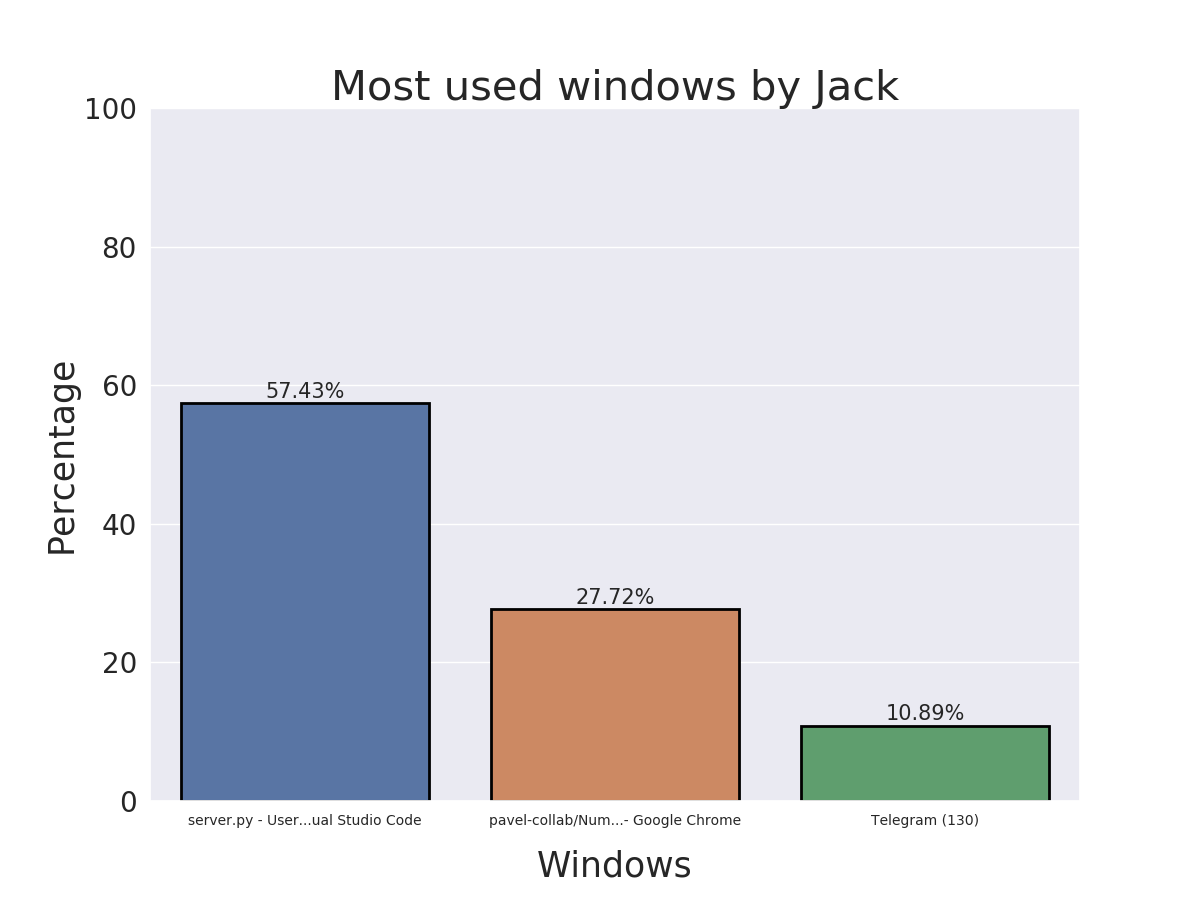 Most used windows by Jack
100
80
60
40
20
0
Percentage
57.43%
27.72%
10.89%
server.py - User...ual Studio Code
pavel-collab/Num...- Google Chrome
Telegram (130)
Windows